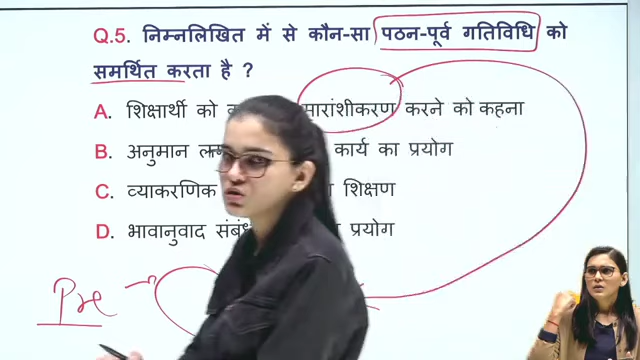 Q.5. निम्नलिखित में से कौन-सा पठन-पूर्व गतिविधि को
समर्थित करता है ?
A. शिक्षार्थी को सारांशीकरण करने को कहना
B. अनुमान कार्य का प्रयोग
C. व्याकरणिक शिक्षण
D. भावानुवाद प्रयोग
Pre